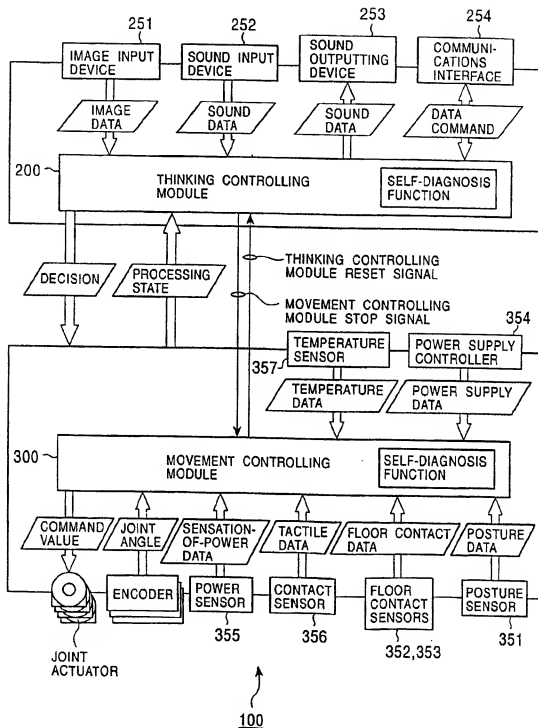 251
252
253
254
IMAGE INPUT
DEVICE
SOUND INPUT
DEVICE
SOUND
OUTPUTTING
DEVICE
COMMUNI-
CATIONS
INTERFACE
IMAGE
DATA
SOUND
DATA
SOUND
DATA
DATA
COMMAND
200
THINKING CONTROLLING
MODULE
SELF-DIAGNOSIS
FUNCTION
DECISION
PROCESSING
STATE
THINKING CONTROLLING
MODULE RESET SIGNAL
MOVEMENT CONTROLLING
MODULE STOP SIGNAL
354
TEMPERATURE
SENSOR
POWER SUPPLY
CONTROLLER
357
TEMPERATURE
DATA
POWER SUPPLY
DATA
300
MOVEMENT CONTROLLING
MODULE
SELF-DIAGNOSIS
FUNCTION
COMMAND
VALUE
JOINT
ANGLE
SENSATION-
OF-POWER
DATA
TACTILE
DATA
FLOOR CONTACT
DATA
POSTURE
DATA
ENCODER
POWER
SENSOR
CONTACT
SENSOR
FLOOR
CONTACT
SENSORS
POSTURE
SENSOR
355
356
352,353
351
JOINT
ACTUATOR
100